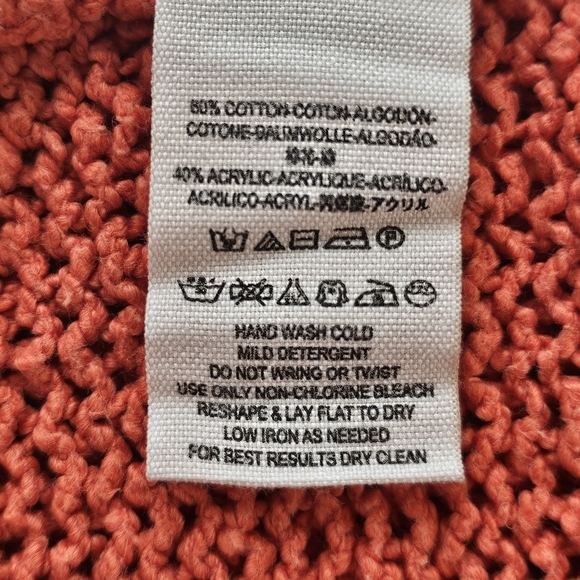 60% COTTON-COTON-ALGODON-
COTONE-BAUMWOLLE-ALGODÃO-
40% ACRYLIC-ACRYLIQUE-ACRÍLICO-
ACRILICO-ACRYL-アクリル
HAND WASH COLD
MILD DETERGENT
DO NOT WRING OR TWIST
USE ONLY NON-CHLORINE BLEACH
RESHAPE & LAY FLAT TO DRY
LOW IRON AS NEEDED
FOR BEST RESULTS DRY CLEAN